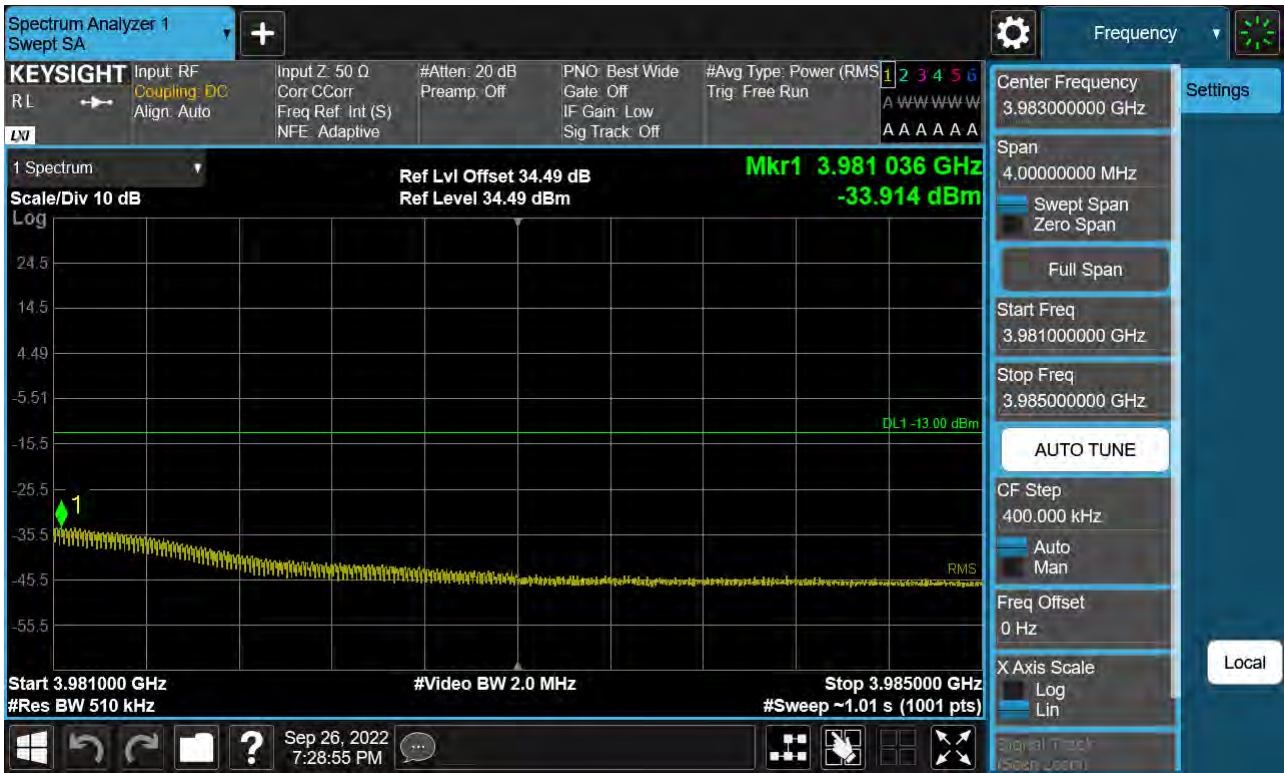 Spectrum Analyzer 1
Swept SA
+
Frequency
KEYSIGHT
RL
LXI
Input: RF
Coupling: DC
Align: Auto
Input Z: 50 Ω
Corr CCorr
Freq Ref: Int (S)
NFE: Adaptive
#Atten: 20 dB
Preamp: Off
PNO: Best Wide
Gate: Off
IF Gain: Low
Sig Track: Off
#Avg Type: Power (RMS
Trig: Free Run
1 2 3 4 5 6
A W W W W W
A A A A A A
1 Spectrum
Scale/Div 10 dB
Ref Lvl Offset 34.49 dB
Ref Level 34.49 dBm
Mkr1 3.981 036 GHz
-33.914 dBm
Log
24.5
14.5
4.49
-5.51
-15.5
-25.5
-35.5
-45.5
-55.5
DL1 -13.00 dBm
1
RMS
Start 3.981000 GHz
#Res BW 510 kHz
#Video BW 2.0 MHz
Stop 3.985000 GHz
#Sweep ~1.01 s (1001 pts)
Center Frequency
3.983000000 GHz
Settings
Span
4.00000000 MHz
Swept Span
Zero Span
Full Span
Start Freq
3.981000000 GHz
Stop Freq
3.985000000 GHz
AUTO TUNE
CF Step
400.000 kHz
Auto
Man
Freq Offset
0 Hz
X Axis Scale
Log
Lin
Local
Signal Track
(Span Zoom)
?
Sep 26, 2022
7:28:55 PM